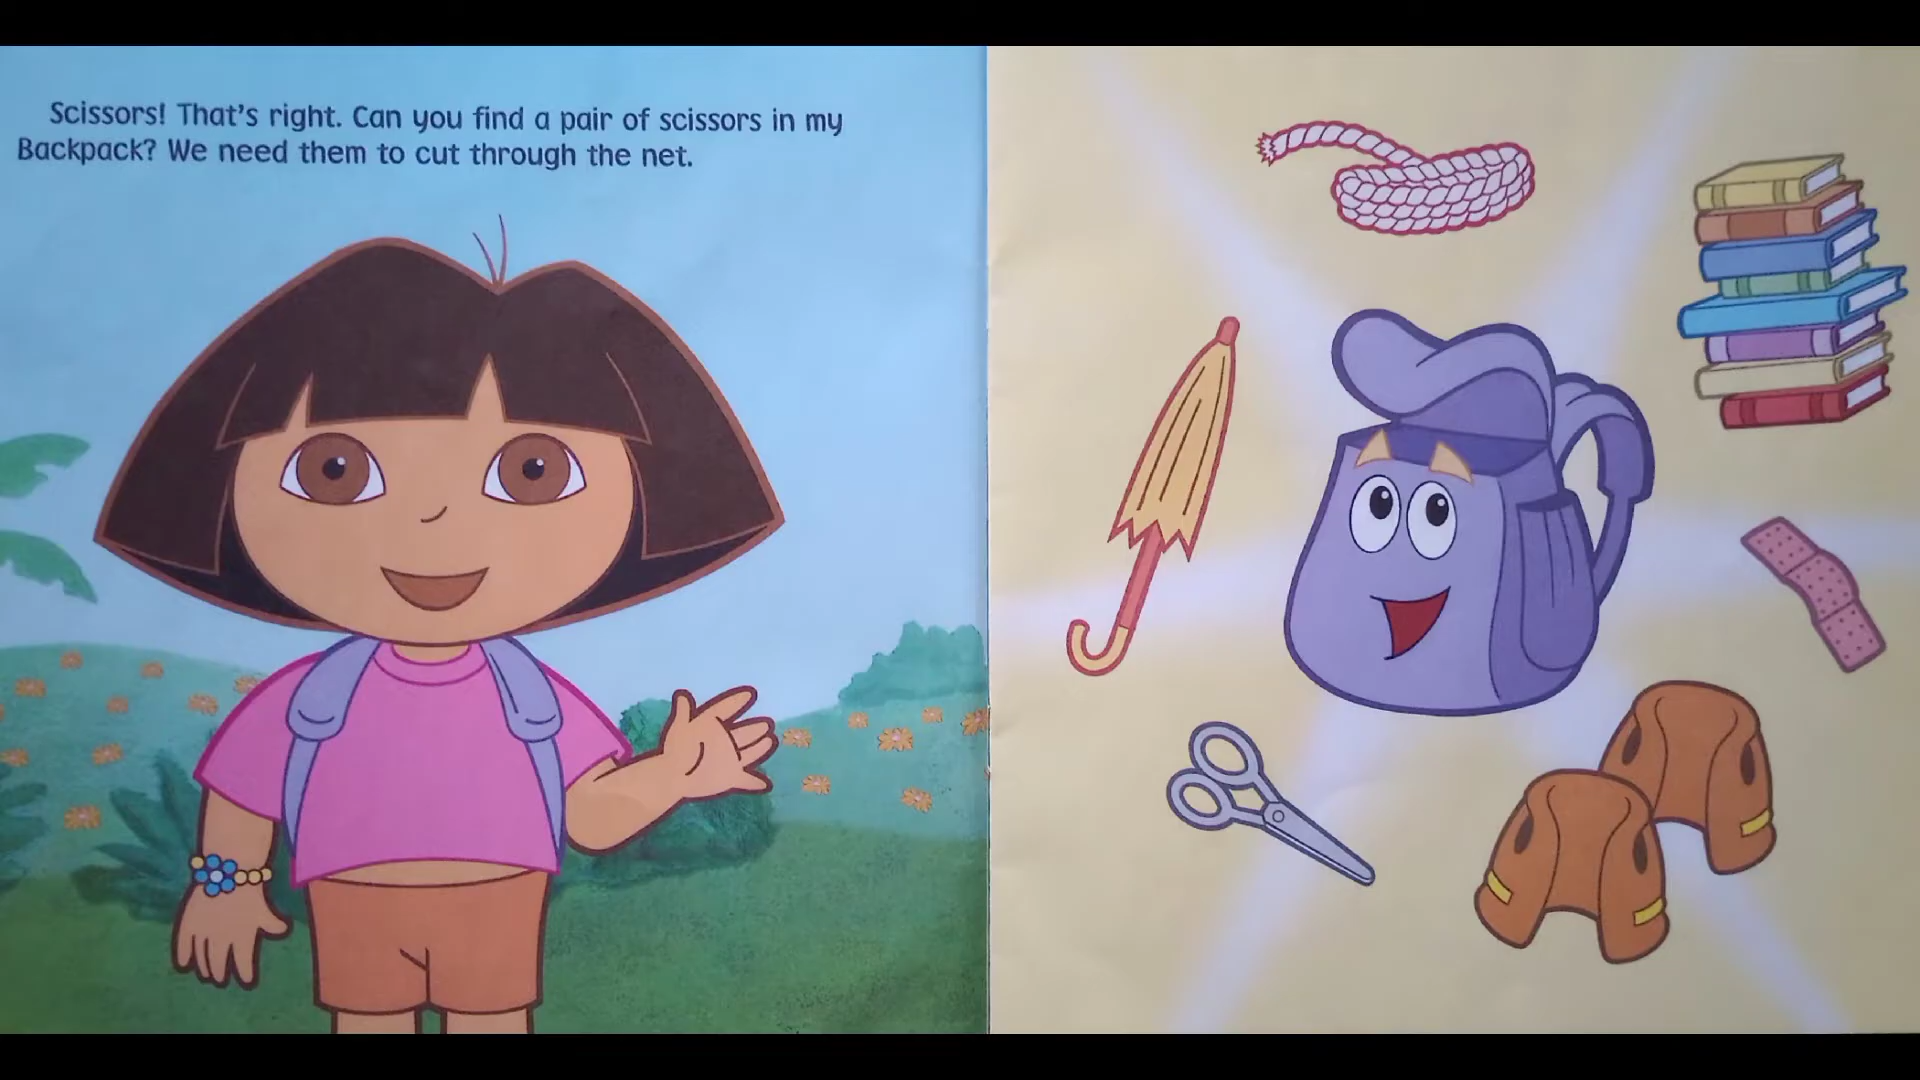 Scissors! That's right. Can you find a pair of scissors in my
Backpack? We need them to cut through the net.